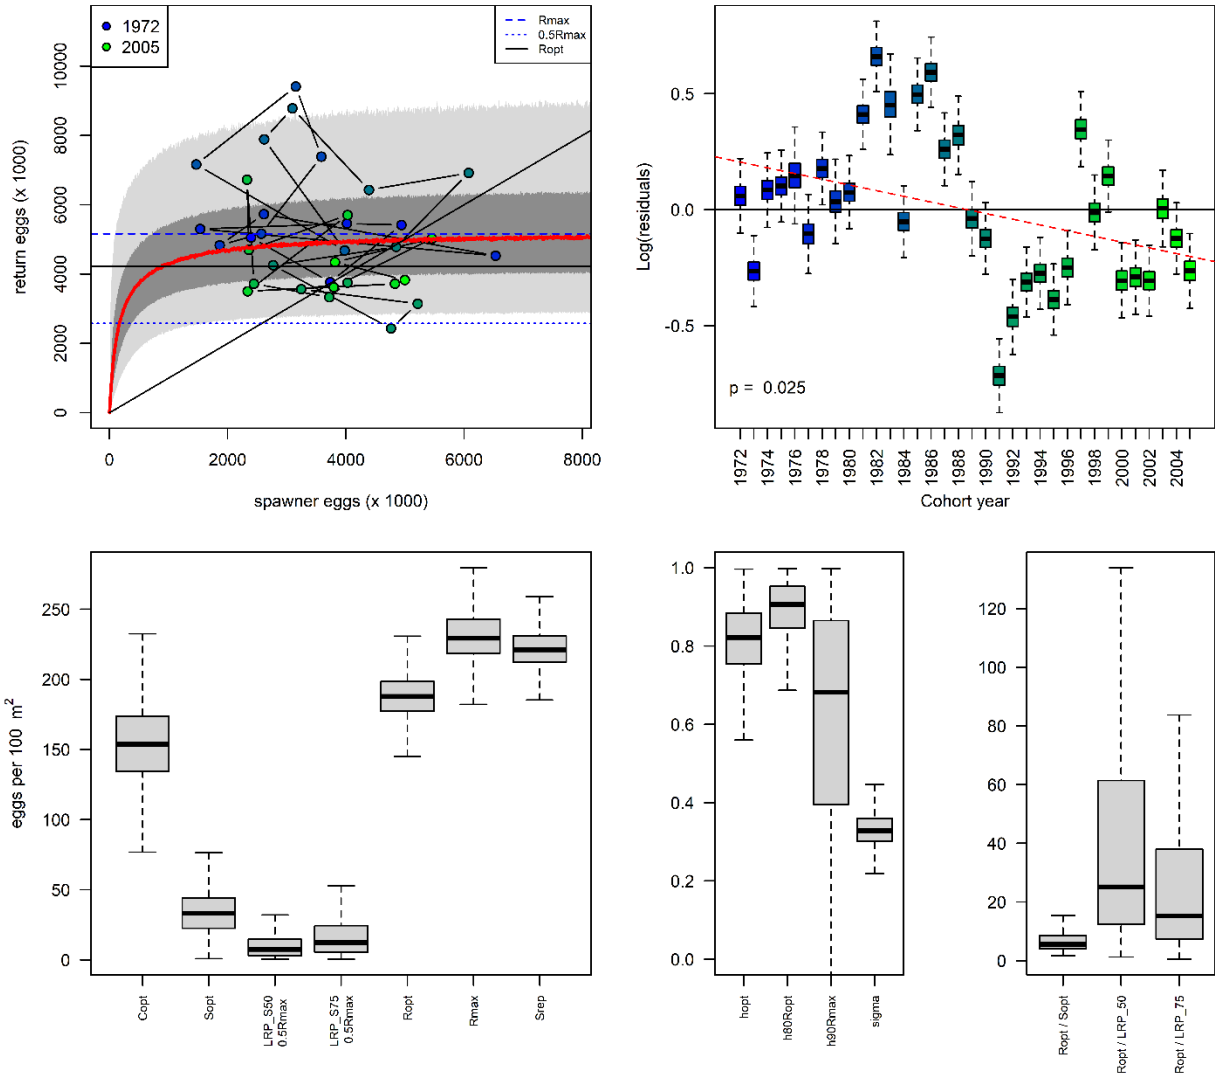 1972
2005
Rmax
0.5Rmax
Ropt
return eggs (x 1000)
0
2000
4000
6000
8000
10000
0
2000
4000
6000
8000
spawner eggs (x 1000)
Log(residuals)
0.5
0.0
-0.5
p = 0.025
1972
1974
1976
1978
1980
1982
1984
1986
1988
1990
1992
1994
1996
1998
2000
2002
2004
Cohort year
eggs per 100 m²
250
200
150
100
50
0
Copt
Sopt
LRP_S50
0.5Rmax
LRP_S75
0.5Rmax
Ropt
Rmax
Srep
1.0
0.8
0.6
0.4
0.2
0.0
hopt
h80Ropt
h90Rmax
sigma
120
100
80
60
40
20
0
Ropt / Sopt
Ropt / LRP_50
Ropt / LRP_75